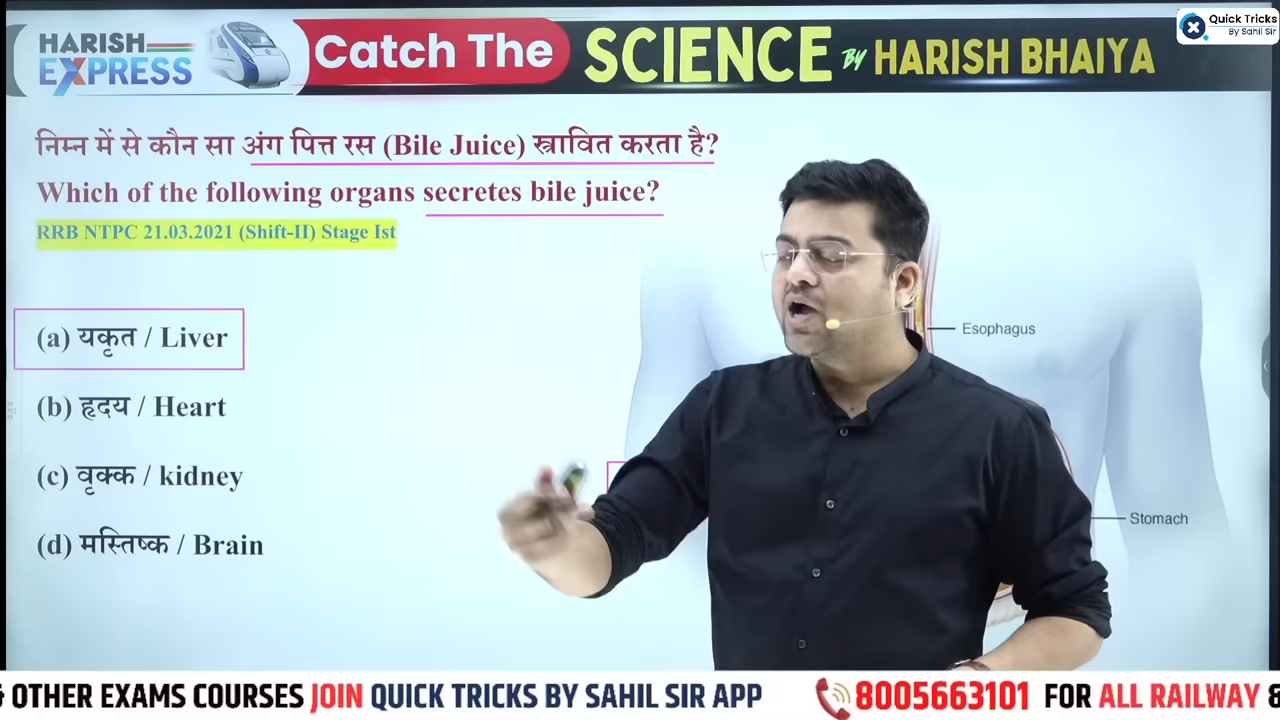 HARISH
EXPRESS
Catch The
SCIENCE BY HARISH BHAIYA
Quick Tricks
By Sahil Sir
निम्न में से कौन सा अंग पित्त रस (Bile Juice) स्त्रावित करता है?
Which of the following organs secretes bile juice?
RRB NTPC 21.03.2021 (Shift-II) Stage Ist
(a) यकृत / Liver
(b) हृदय / Heart
(c) वृक्क / kidney
(d) मस्तिष्क / Brain
Esophagus
Stomach
& OTHER EXAMS COURSES JOIN QUICK TRICKS BY SAHIL SIR APP 8005663101 FOR ALL RAILWAY &